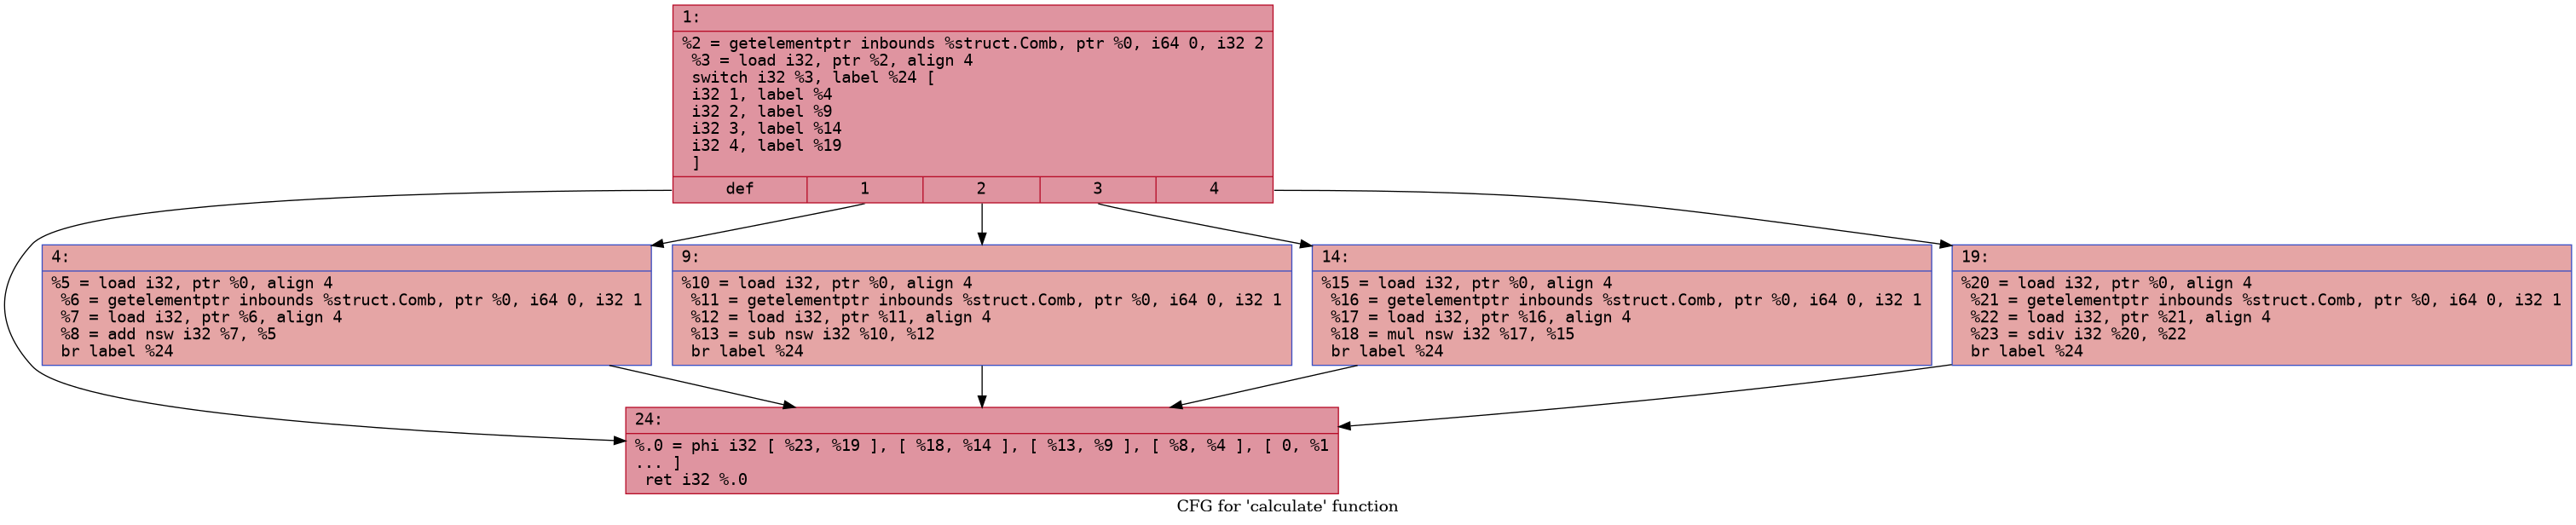 1:
%2 = getelementptr inbounds %struct.Comb, ptr %0, i64 0, i32 2
%3 = load i32, ptr %2, align 4
switch i32 %3, label %24 [
i32 1, label %4
i32 2, label %9
i32 3, label %14
i32 4, label %19
]
def 1 2 3 4
4:
%5 = load i32, ptr %0, align 4
%6 = getelementptr inbounds %struct.Comb, ptr %0, i64 0, i32 1
%7 = load i32, ptr %6, align 4
%8 = add nsw i32 %7, %5
br label %24
9:
%10 = load i32, ptr %0, align 4
%11 = getelementptr inbounds %struct.Comb, ptr %0, i64 0, i32 1
%12 = load i32, ptr %11, align 4
%13 = sub nsw i32 %10, %12
br label %24
14:
%15 = load i32, ptr %0, align 4
%16 = getelementptr inbounds %struct.Comb, ptr %0, i64 0, i32 1
%17 = load i32, ptr %16, align 4
%18 = mul nsw i32 %17, %15
br label %24
19:
%20 = load i32, ptr %0, align 4
%21 = getelementptr inbounds %struct.Comb, ptr %0, i64 0, i32 1
%22 = load i32, ptr %21, align 4
%23 = sdiv i32 %20, %22
br label %24
24:
%.0 = phi i32 [ %23, %19 ], [ %18, %14 ], [ %13, %9 ], [ %8, %4 ], [ 0, %1
... ]
ret i32 %.0
CFG for 'calculate' function